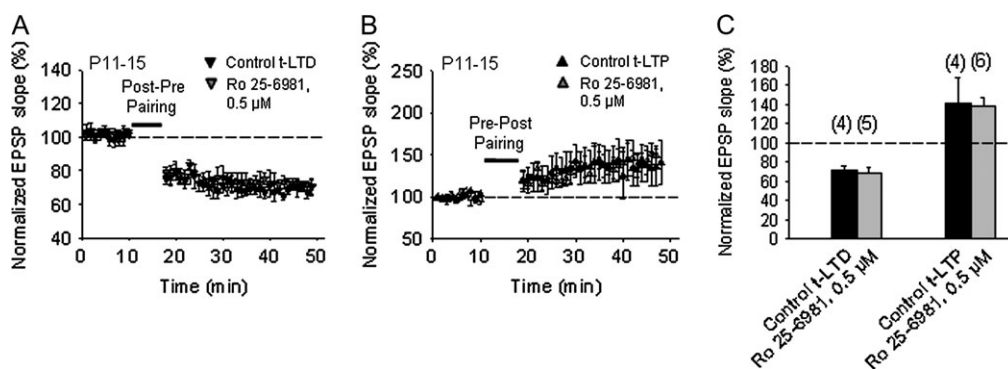 A
Normalized EPSP slope (%)
140
120
100
80
60
40
P11-15
Post-Pre
Pairing
Control t-LTD
Ro 25-6981,
0.5 µM
0 10 20 30 40 50
Time (min)
B
Normalized EPSP slope (%)
250
200
150
100
50
P11-15
Pre-Post
Pairing
Control t-LTP
Ro 25-6981,
0.5 µM
0 10 20 30 40 50
Time (min)
C
Normalized EPSP slope (%)
180
160
140
120
100
80
60
40
20
0
(4) (5)
(4) (6)
Control t-LTD
Ro 25-6981, 0.5 µM
Control t-LTP
Ro 25-6981, 0.5 µM